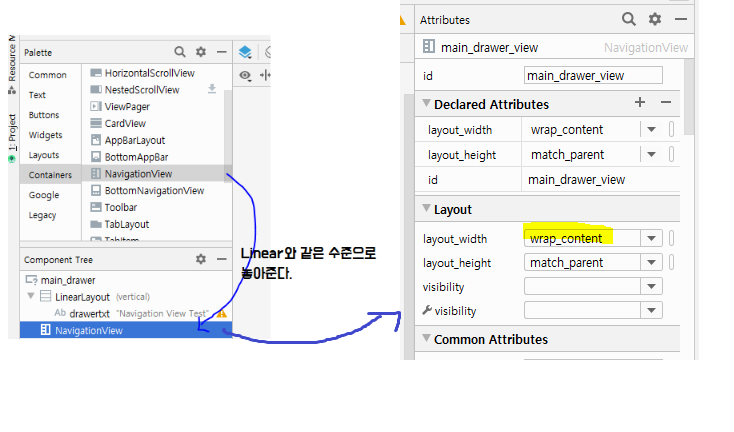 Resource M
1: Project
Palette
Common
Text
Buttons
Widgets
Layouts
Containers
Google
Legacy
HorizontalScrollView
NestedScrollView
ViewPager
CardView
AppBarLayout
BottomAppBar
NavigationView
BottomNavigationView
Toolbar
TabLayout
TabItem
Component Tree
main_drawer
LinearLayout (vertical)
Ab drawertxt "Navigation View Test"
NavigationView
Linear와 같은 수준으로
놓아준다.
Attributes
main_drawer_view NavigationView
id main_drawer_view
Declared Attributes
layout_width wrap_content
layout_height match_parent
id main_drawer_view
Layout
layout_width wrap_content
layout_height match_parent
visibility
visibility
Common Attributes